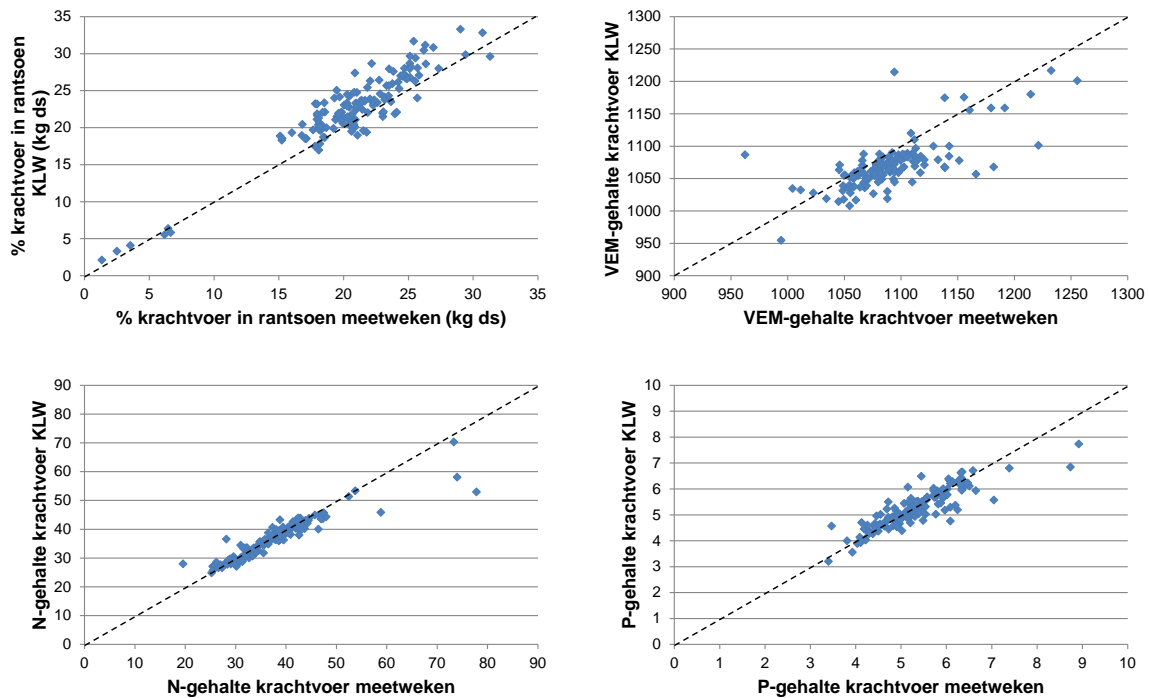 % krachtvoer in rantsoen
KLW (kg ds)
35
30
25
20
15
10
5
0
0 5 10 15 20 25 30 35
% krachtvoer in rantsoen meetweken (kg ds)
VEM-gehalte krachtvoer KLW
1300
1250
1200
1150
1100
1050
1000
950
900
900 950 1000 1050 1100 1150 1200 1250 1300
VEM-gehalte krachtvoer meetweken
N-gehalte krachtvoer KLW
90
80
70
60
50
40
30
20
10
0
0 10 20 30 40 50 60 70 80 90
N-gehalte krachtvoer meetweken
P-gehalte krachtvoer KLW
10
9
8
7
6
5
4
3
2
1
0
0 1 2 3 4 5 6 7 8 9 10
P-gehalte krachtvoer meetweken